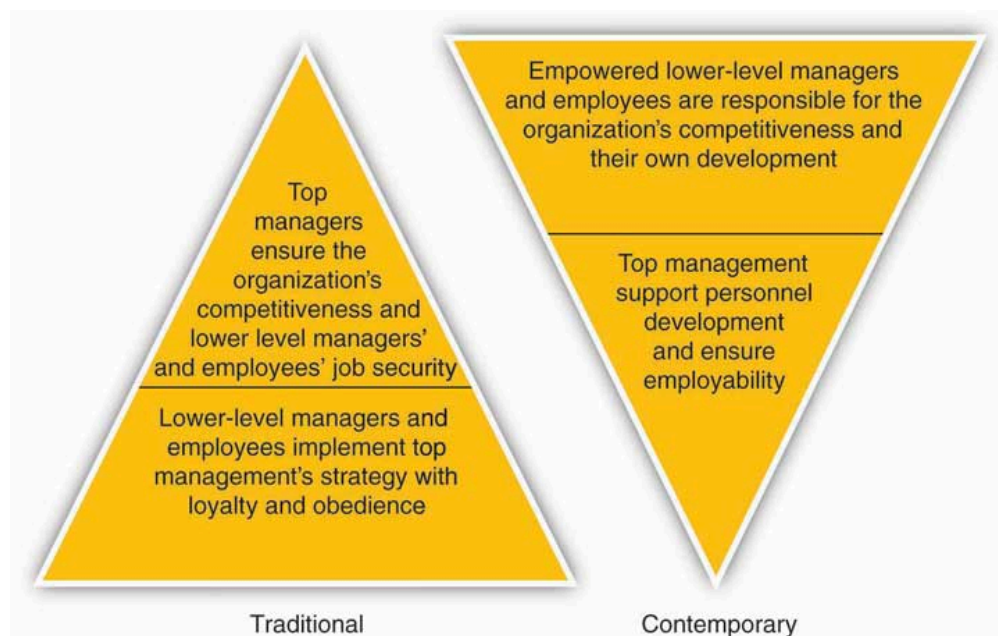 Top
managers
ensure the
organization's
competitiveness and
lower level managers'
and employees' job security
Lower-level managers and
employees implement top
management's strategy with
loyalty and obedience
Traditional
Empowered lower-level managers
and employees are responsible for the
organization's competitiveness and
their own development
Top management
support personnel
development
and ensure
employability
Contemporary